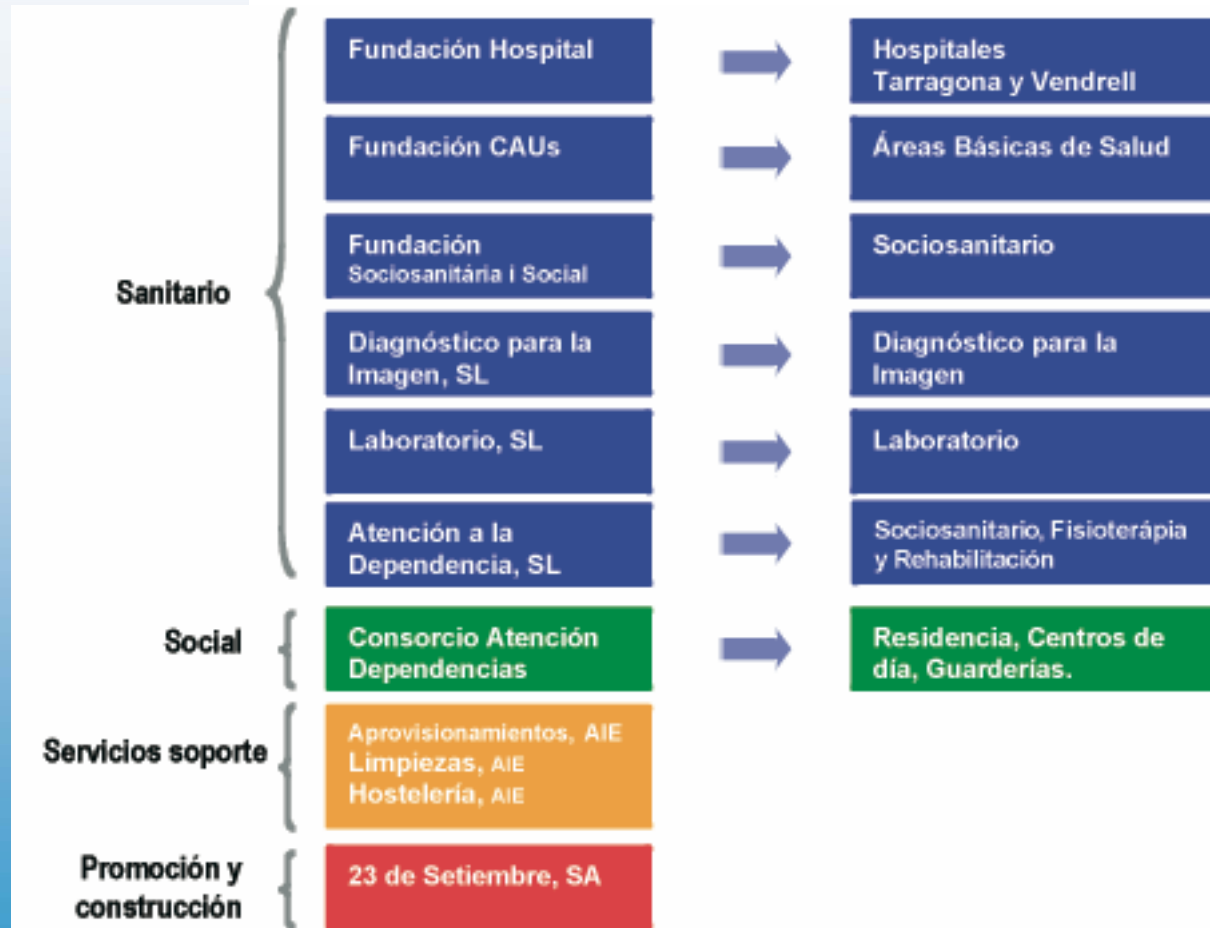 Sanitario
Fundación Hospital
Hospitales
Tarragona y Vendrell
Fundación CAUs
Áreas Básicas de Salud
Fundación
Sociosanitária i Social
Sociosanitario
Diagnóstico para la
Imagen, SL
Diagnóstico para la
Imagen
Laboratorio, SL
Laboratorio
Atención a la
Dependencia, SL
Sociosanitario, Fisioterápia
y Rehabilitación
Social
Consorcio Atención
Dependencias
Residencia, Centros de
día, Guarderías.
Servicios soporte
Aprovisionamientos, AIE
Limpiezas, AIE
Hostelería, AIE
Promoción y
construcción
23 de Setiembre, SA